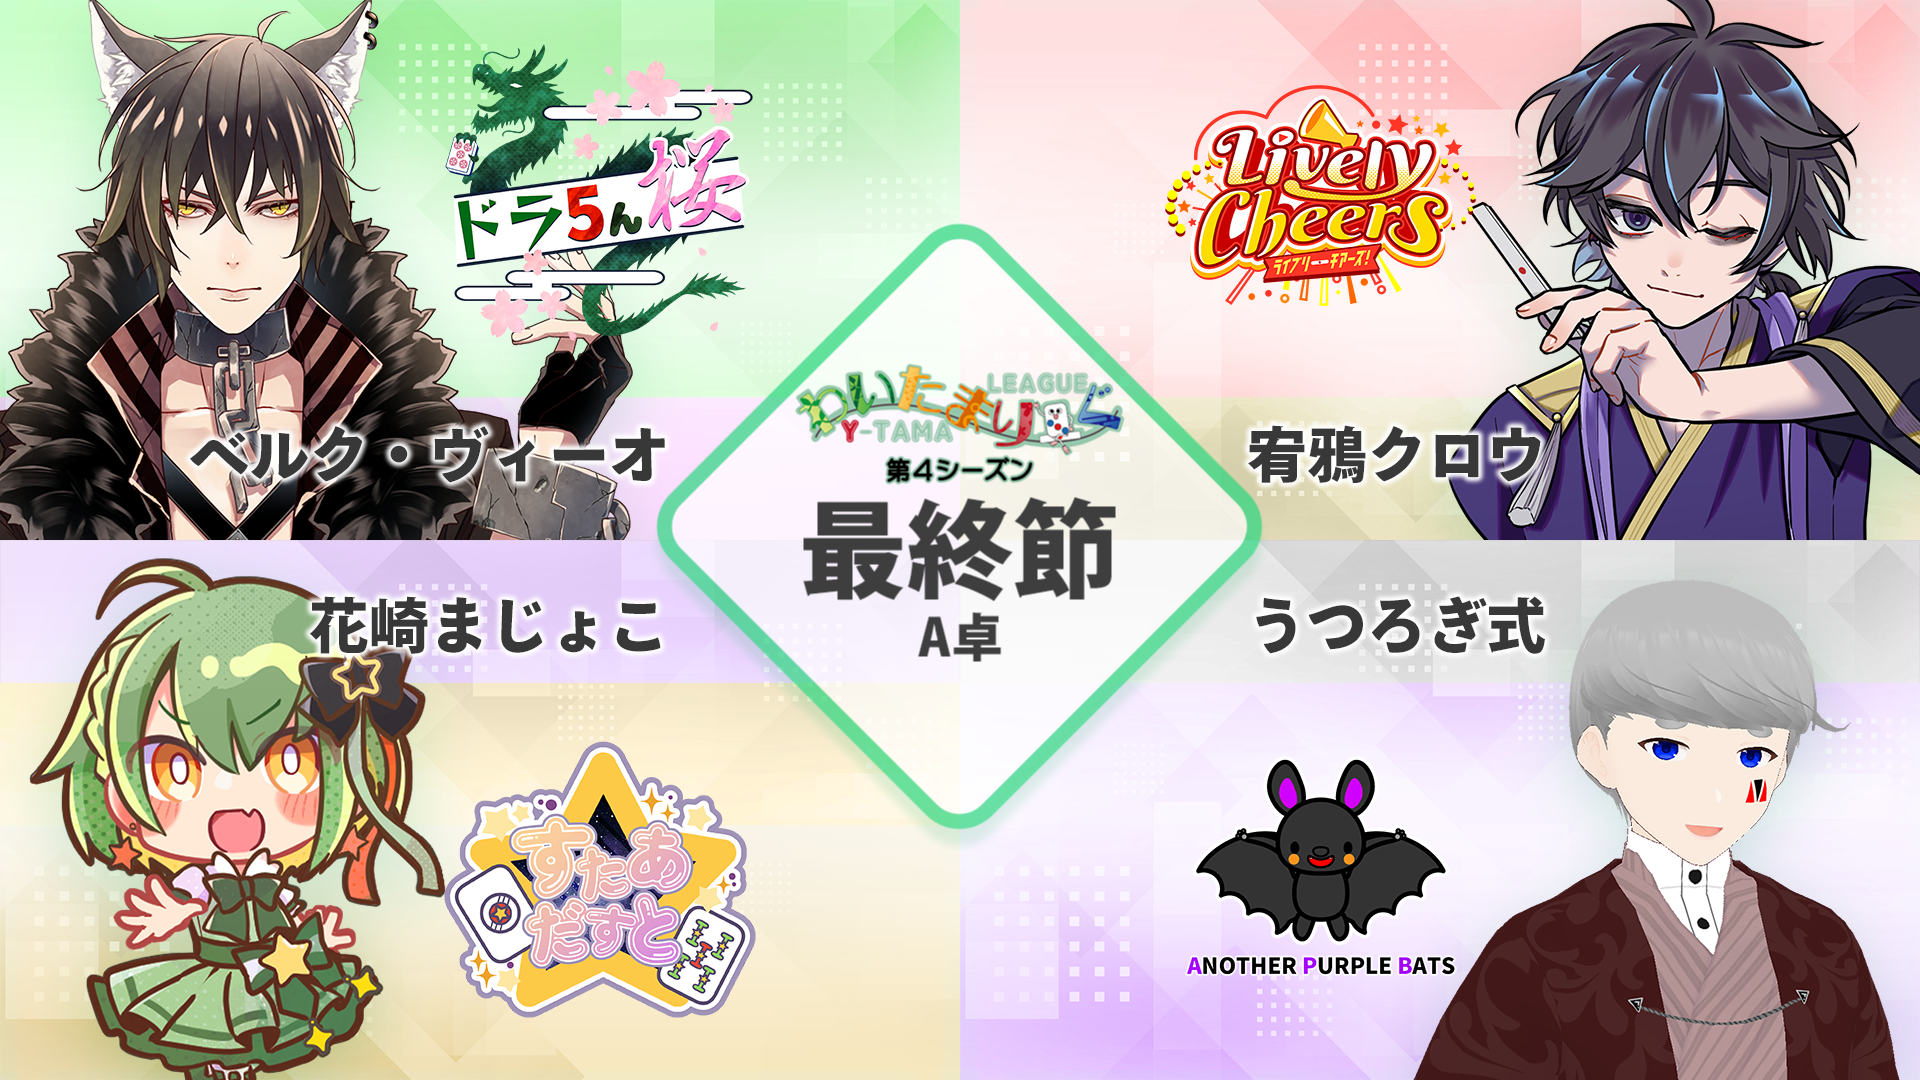 ドラ5ん桜
ベルク・ヴィーオ
Lively
Cheers
ライブリーチアーズ!
宥鴉クロウ
わいたまりーぐ
LEAGUE
Y-TAMA
第4シーズン
最終節
A卓
花崎まじょこ
すたあ
だすと
うつろぎ式
ANOTHER PURPLE BATS